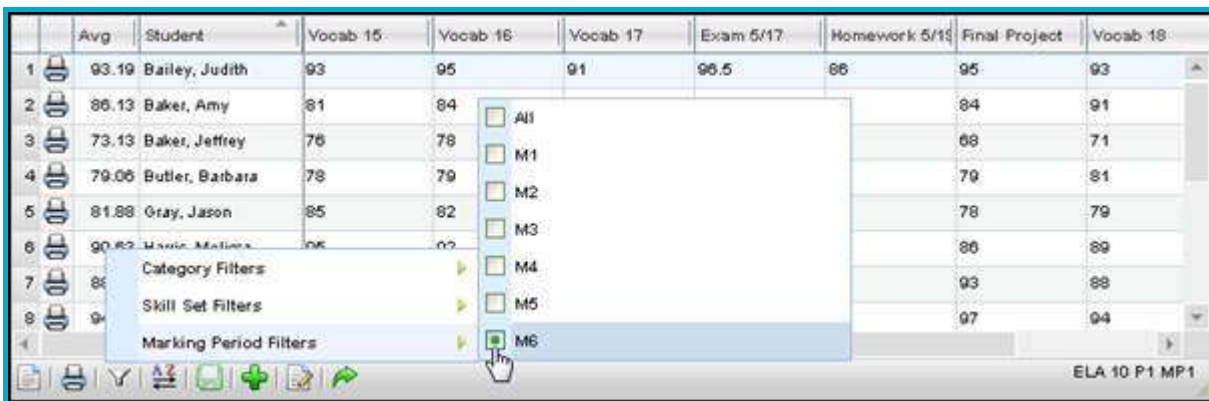 Avg Student Vocab 15 Vocab 16 Vocab 17 Exam 5/17 Homework 5/19 Final Project Vocab 18
1 93.19 Bailey, Judith 93 95 91 96.5 86 95 93
2 86.13 Baker, Amy 81 84 84 91
3 73.13 Baker, Jeffrey 76 78 68 71
4 79.06 Butler, Barbara 78 79 79 81
5 81.88 Gray, Jason 85 82 78 79
6 86 89
7 93 88
8 97 94
Category Filters
Skill Set Filters
Marking Period Filters
All
M1
M2
M3
M4
M5
M6
ELA 10 P1 MP1